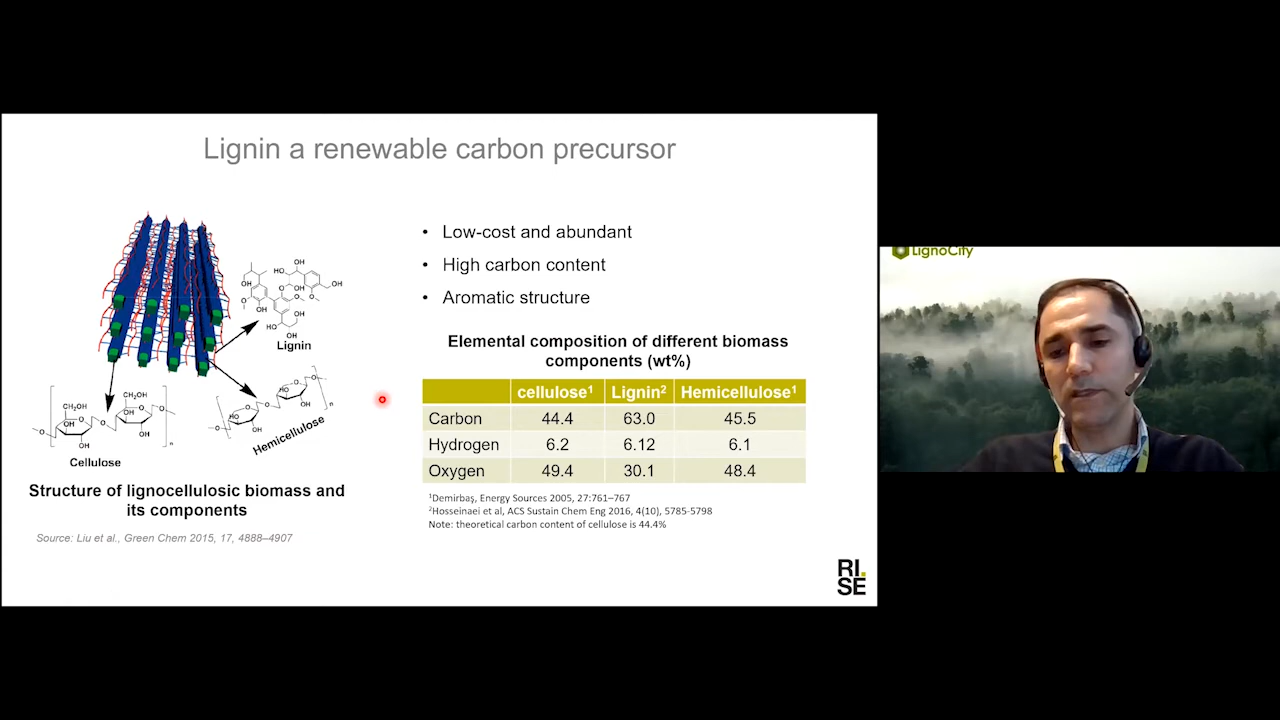 Lignin a renewable carbon precursor
• Low-cost and abundant
• High carbon content
• Aromatic structure
Lignin
Hemicellulose
Cellulose
Structure of lignocellulosic biomass and
its components
Source: Liu et al., Green Chem 2015, 17, 4888–4907
Elemental composition of different biomass
components (wt%)
cellulose¹ Lignin² Hemicellulose¹
Carbon 44.4 63.0 45.5
Hydrogen 6.2 6.12 6.1
Oxygen 49.4 30.1 48.4
¹Demirbaş, Energy Sources 2005, 27:761–767
²Hosseinaei et al, ACS Sustain Chem Eng 2016, 4(10), 5785-5798
Note: theoretical carbon content of cellulose is 44.4%
RI.
SE
LignoCity